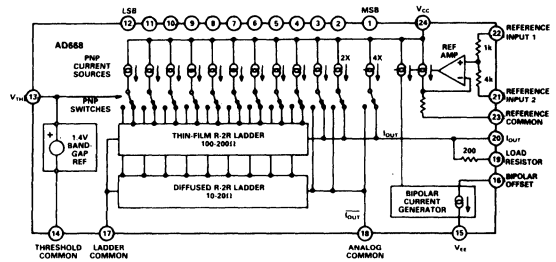 LSB MSB VCC
12 11 10 9 8 7 6 5 4 3 2 1 24
AD668
REF AMP
22 REFERENCE INPUT 1
1k
4k
PNP CURRENT SOURCES
2X 4X
21 REFERENCE INPUT 2
VTH 13
PNP SWITCHES
23 REFERENCE COMMON
+ 1.4V BAND-GAP REF
THIN-FILM R-2R LADDER
100-200Ω
IOUT
20 IOUT
200
19 LOAD RESISTOR
DIFFUSED R-2R LADDER
10-20Ω
16 BIPOLAR OFFSET
BIPOLAR CURRENT GENERATOR
IOUT
14 17 18 15
THRESHOLD COMMON
LADDER COMMON
ANALOG COMMON
VEE